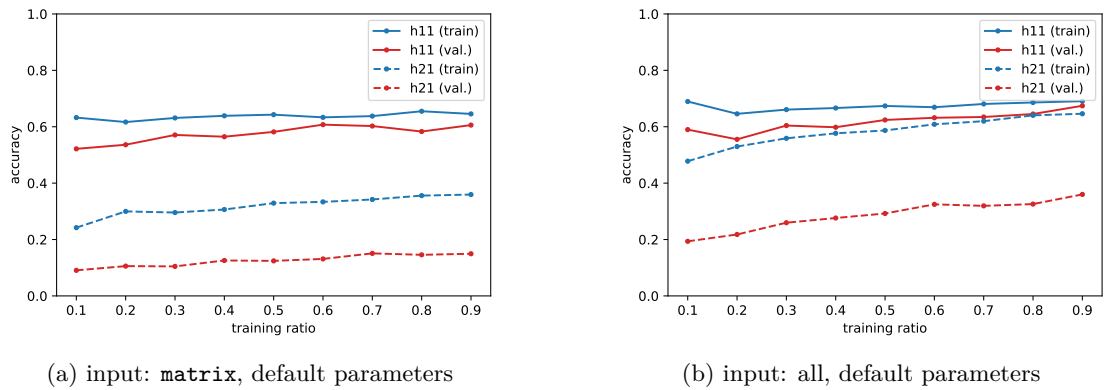 1.0
0.8
0.6
0.4
0.2
0.0
accuracy
0.1 0.2 0.3 0.4 0.5 0.6 0.7 0.8 0.9
training ratio
h11 (train)
h11 (val.)
h21 (train)
h21 (val.)
(a) input: matrix, default parameters
1.0
0.8
0.6
0.4
0.2
0.0
accuracy
0.1 0.2 0.3 0.4 0.5 0.6 0.7 0.8 0.9
training ratio
h11 (train)
h11 (val.)
h21 (train)
h21 (val.)
(b) input: all, default parameters